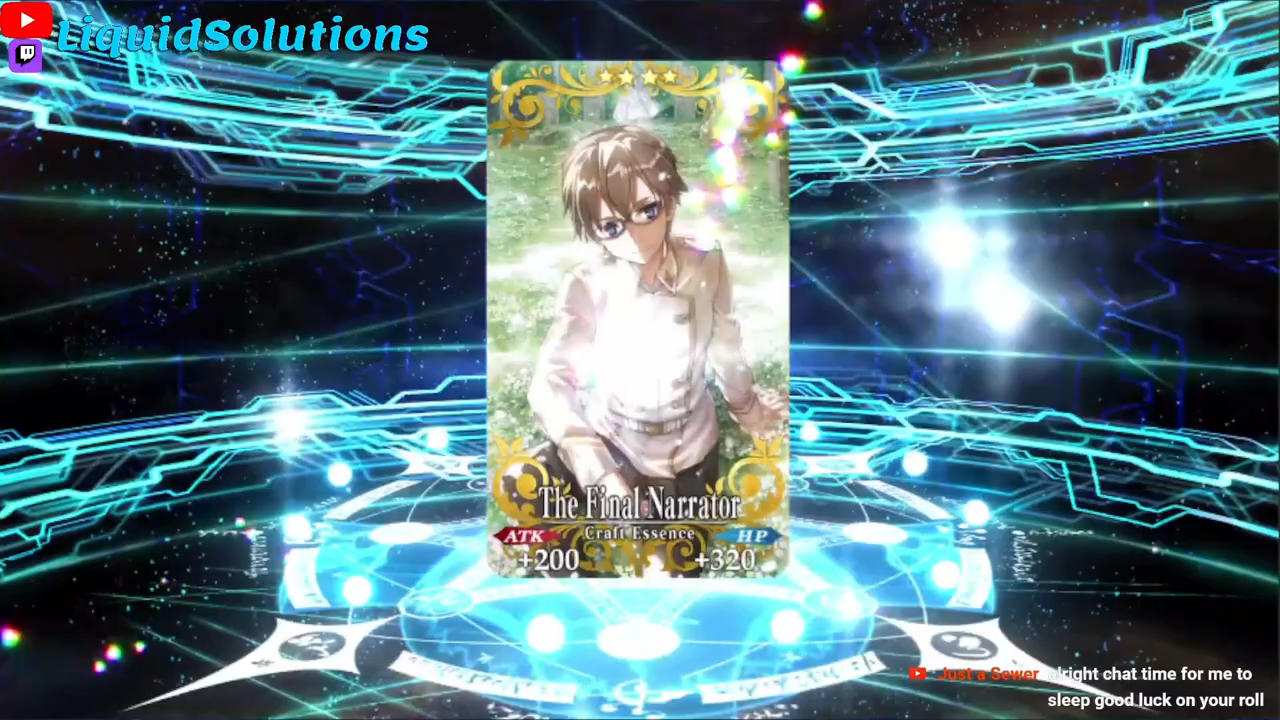 LiquidSolutions
The Final Narrator
Craft Essence
ATK
HP
+200
+320
Just a Sewer alright chat time for me to
sleep good luck on your roll